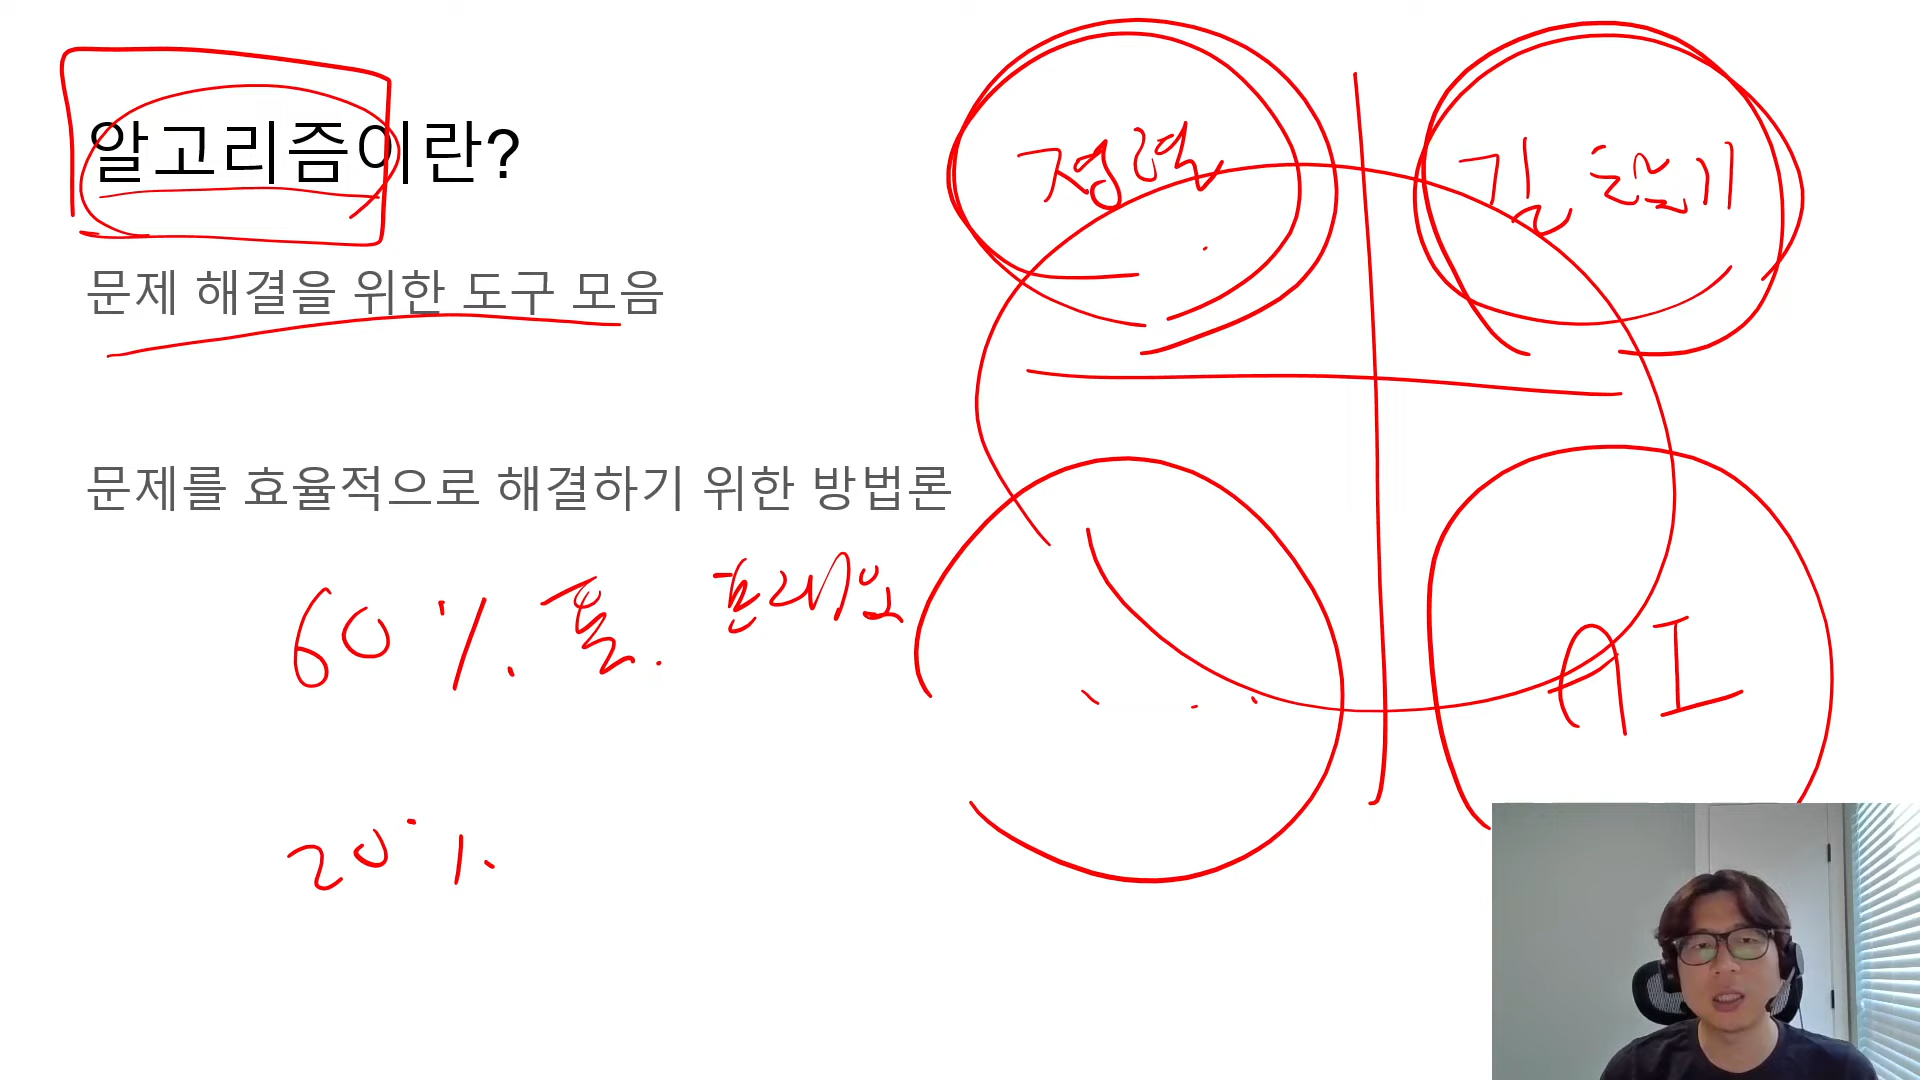 알고리즘이란?
문제 해결을 위한 도구 모음
문제를 효율적으로 해결하기 위한 방법론
60%. 툴.
20%
정렬
길 찾기
AI